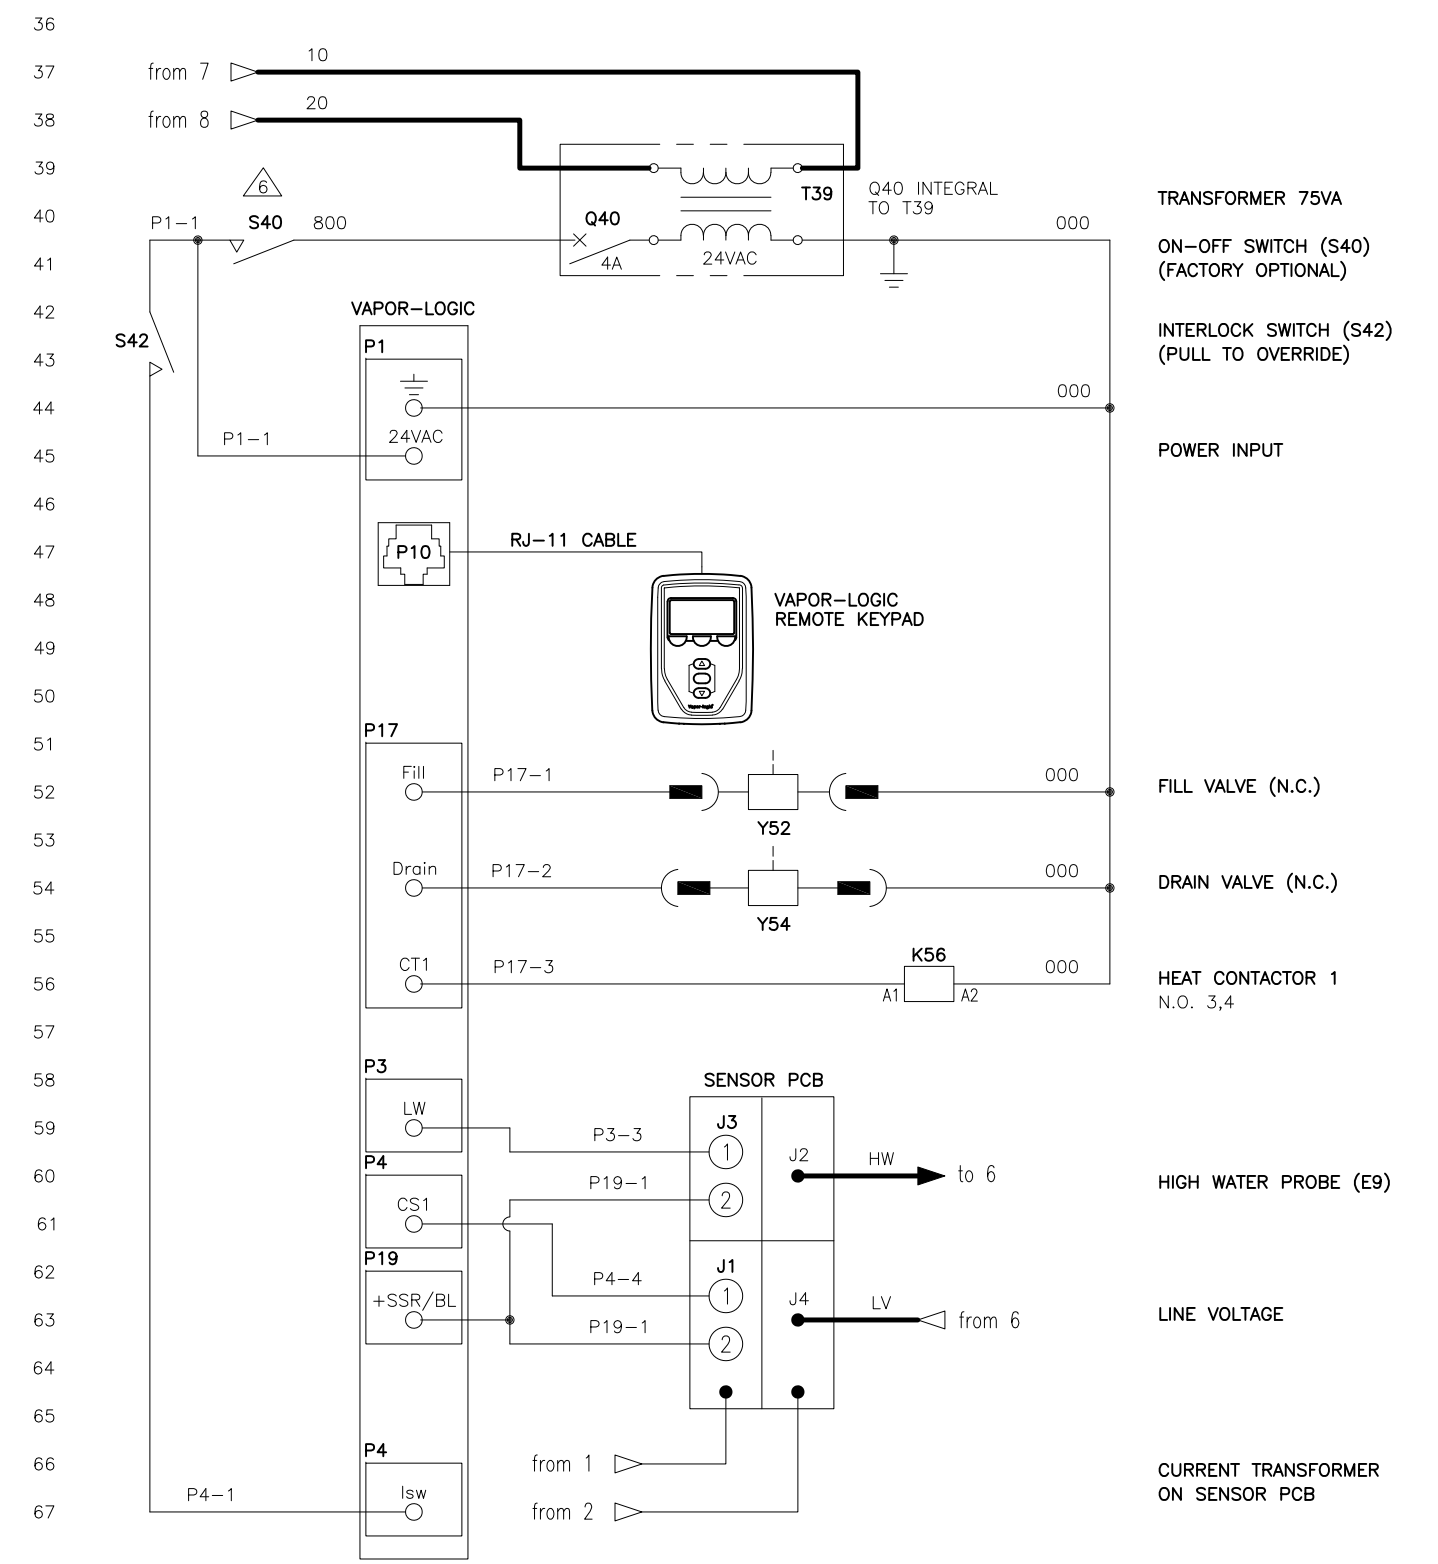 36
37 from 7 10
38 from 8 20
39
6
T39
Q40 INTEGRAL
TO T39
TRANSFORMER 75VA
40
P1-1 S40 800 Q40 000
4A 24VAC
ON-OFF SWITCH (S40)
41 (FACTORY OPTIONAL)
42 VAPOR-LOGIC
S42
INTERLOCK SWITCH (S42)
43 P1 (PULL TO OVERRIDE)
44 000
P1-1 24VAC
45 POWER INPUT
46
47 P10 RJ-11 CABLE
48 VAPOR-LOGIC
REMOTE KEYPAD
49
50
Vapor-logic
51 P17
Fill P17-1 000
52 FILL VALVE (N.C.)
Y52
53
Drain P17-2 000
54 DRAIN VALVE (N.C.)
Y54
55
K56
CT1 P17-3 000
56 HEAT CONTACTOR 1
A1 A2 N.O. 3,4
57
58 P3 SENSOR PCB
LW J3
59 P3-3 1
J2 HW
60 P4 to 6
P19-1 HIGH WATER PROBE (E9)
CS1 2
61
62 P19 J1
P4-4 1
+SSR/BL J4 LV
63 from 6 LINE VOLTAGE
P19-1 2
64
65
66 P4 from 1 CURRENT TRANSFORMER
P4-1 Isw ON SENSOR PCB
67 from 2